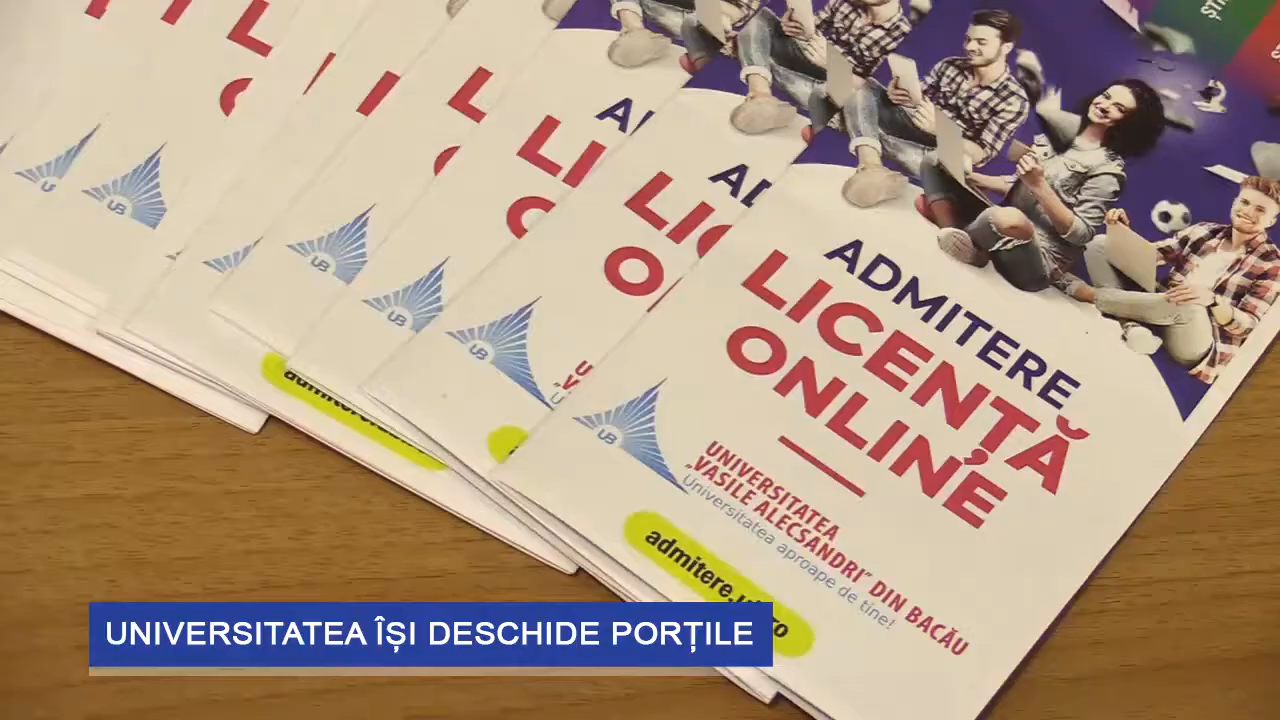 ADMITERE
LICENȚĂ
ONLINE
UNIVERSITATEA
„VASILE ALECSANDRI” DIN BACĂU
Universitatea aproape de tine!
UB
UNIVERSITATEA ÎȘI DESCHIDE PORȚILE